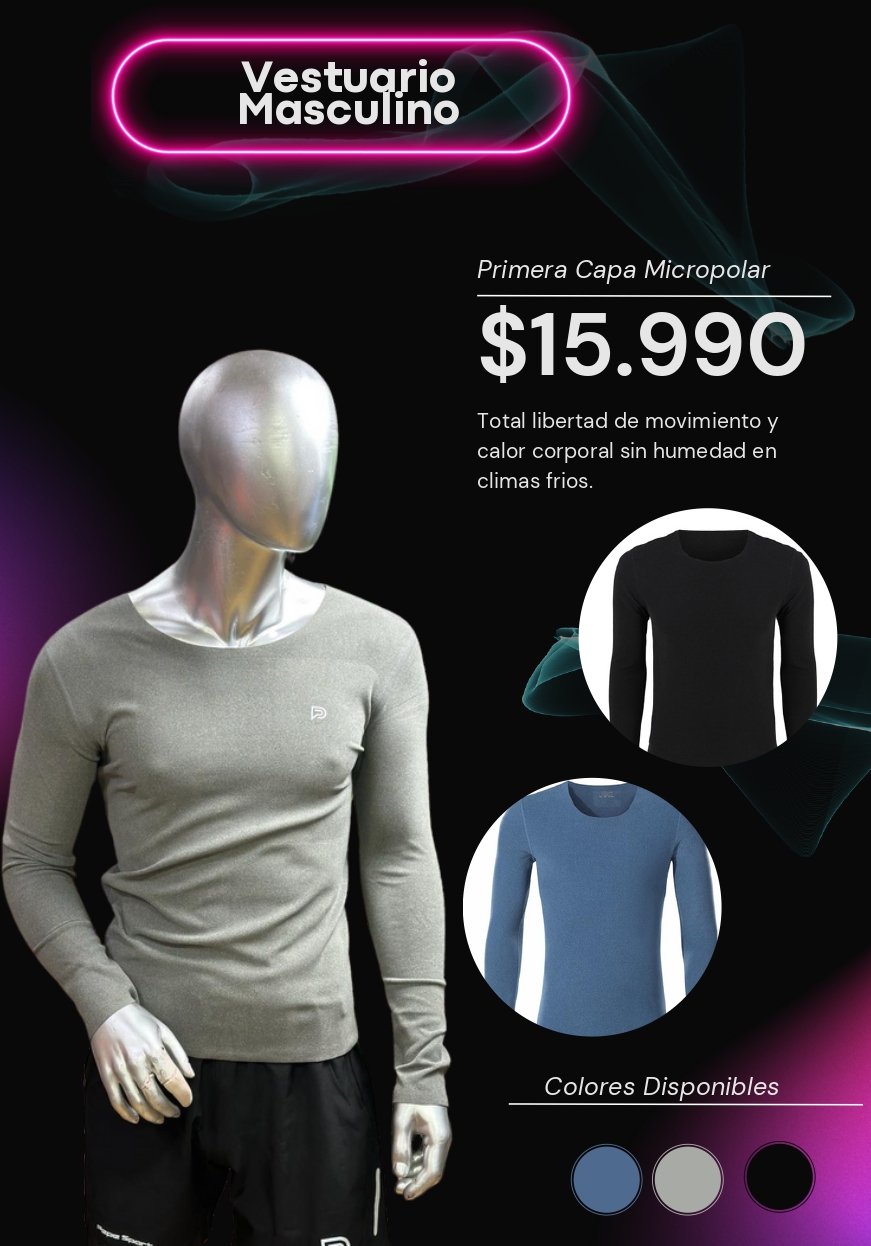 Vestuario
Masculino
Primera Capa Micropolar
$15.990
Total libertad de movimiento y
calor corporal sin humedad en
climas frios.
Colores Disponibles